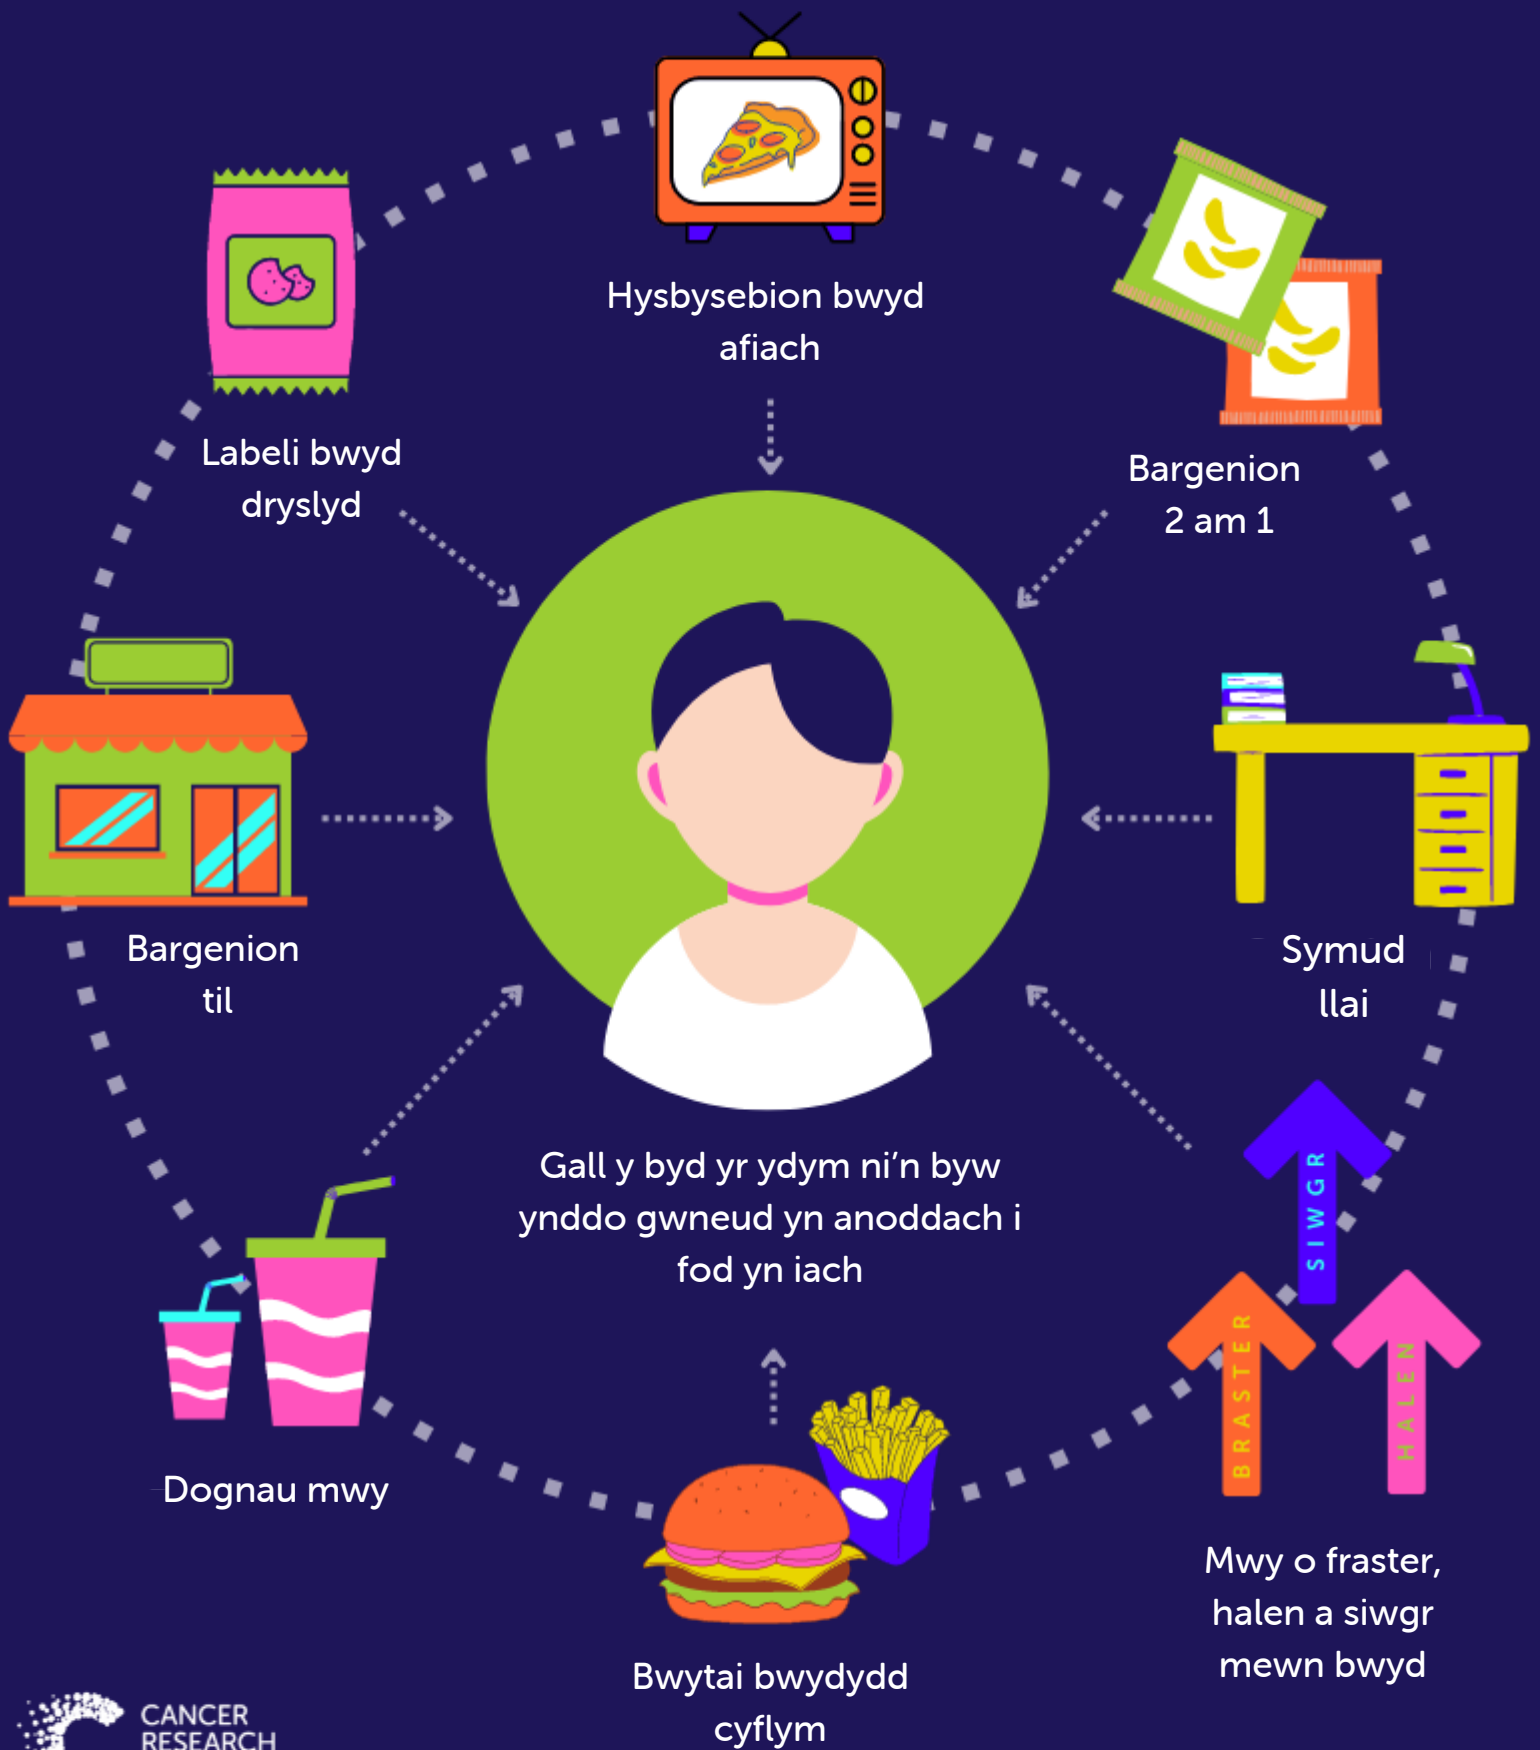 Hysbysebion bwyd
afiach
Labeli bwyd
dryslyd
Bargenion
2 am 1
Bargenion
til
Symud
llai
Gall y byd yr ydym ni'n byw
ynddo gwneud yn anoddach i
fod yn iach
SIWGR
BRASTER
HALEN
Dognau mwy
Mwy o fraster,
halen a siwgr
mewn bwyd
Bwytai bwydydd
cyflym
CANCER
RESEARCH